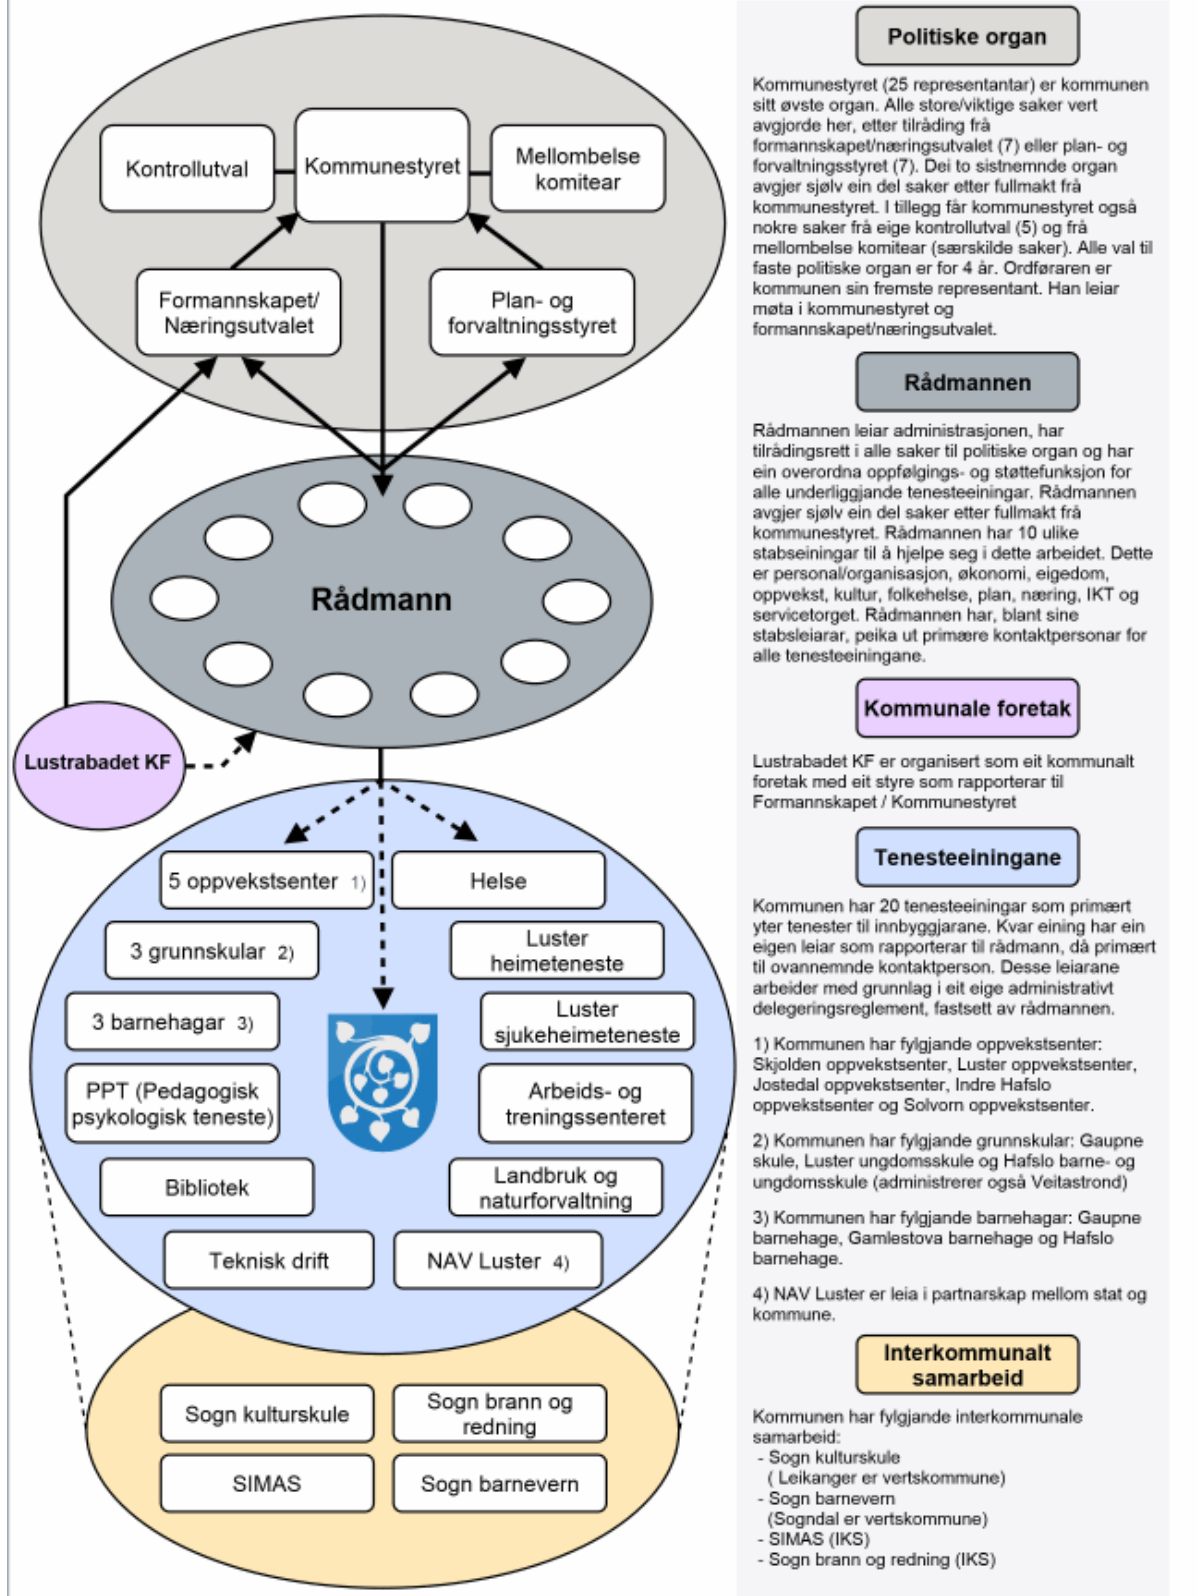 Kontrollutval
Kommunestyret
Mellombelse
komitear
Formannskapet/
Næringsutvalet
Plan- og
forvaltningsstyret
Rådmann
Lustrabadet KF
5 oppvekstsenter 1)
Helse
3 grunnskular 2)
Luster
heimeteneste
3 barnehagar 3)
Luster
sjukeheimeteneste
PPT (Pedagogisk
psykologisk teneste)
Arbeids- og
treningssenteret
Bibliotek
Landbruk og
naturforvaltning
Teknisk drift
NAV Luster 4)
Sogn kulturskule
Sogn brann og
redning
SIMAS
Sogn barnevern
Politiske organ
Kommunestyret (25 representantar) er kommunen
sitt øvste organ. Alle store/viktige saker vert
avgjorde her, etter tilråding frå
formannskapet/næringsutvalet (7) eller plan- og
forvaltningsstyret (7). Dei to sistnemnde organ
avgjer sjølv ein del saker etter fullmakt frå
kommunestyret. I tillegg får kommunestyret også
nokre saker frå eige kontrollutval (5) og frå
mellombelse komitear (særskilde saker). Alle val til
faste politiske organ er for 4 år. Ordføraren er
kommunen sin fremste representant. Han leiar
møta i kommunestyret og
formannskapet/næringsutvalet.
Rådmannen
Rådmannen leiar administrasjonen, har
tilrådingsrett i alle saker til politiske organ og har
ein overordna oppfølgings- og støttefunksjon for
alle underliggjande tenesteeiningar. Rådmannen
avgjer sjølv ein del saker etter fullmakt frå
kommunestyret. Rådmannen har 10 ulike
stabseiningar til å hjelpe seg i dette arbeidet. Dette
er personal/organisasjon, økonomi, eigedom,
oppvekst, kultur, folkehelse, plan, næring, IKT og
servicetorget. Rådmannen har, blant sine
stabsleiarar, peika ut primære kontaktpersonar for
alle tenesteeiningane.
Kommunale foretak
Lustrabadet KF er organisert som eit kommunalt
foretak med eit styre som rapporterar til
Formannskapet / Kommunestyret
Tenesteeiningane
Kommunen har 20 tenesteeiningar som primært
yter tenester til innbyggjarane. Kvar eining har ein
eigen leiar som rapporterar til rådmann, då primært
til ovannemnde kontaktperson. Desse leiarane
arbeider med grunnlag i eit eige administrativt
delegeringsreglement, fastsett av rådmannen.
1) Kommunen har fylgjande oppvekstsenter:
Skjolden oppvekstsenter, Luster oppvekstsenter,
Jostedal oppvekstsenter, Indre Hafslo
oppvekstsenter og Solvorn oppvekstsenter.
2) Kommunen har fylgjande grunnskular: Gaupne
skule, Luster ungdomsskule og Hafslo barne- og
ungdomsskule (administrerer også Veitastrond)
3) Kommunen har fylgjande barnehagar: Gaupne
barnehage, Gamlestova barnehage og Hafslo
barnehage.
4) NAV Luster er leia i partnarskap mellom stat og
kommune.
Interkommunalt
samarbeid
Kommunen har fylgjande interkommunale
samarbeid:
- Sogn kulturskule
( Leikanger er vertskommune)
- Sogn barnevern
(Sogndal er vertskommune)
- SIMAS (IKS)
- Sogn brann og redning (IKS)